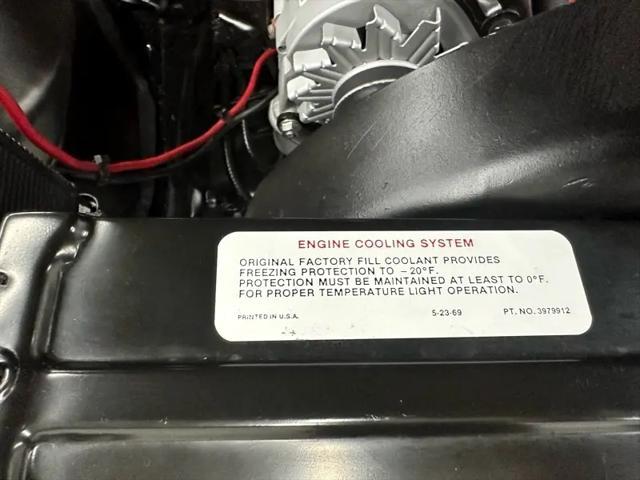 ENGINE COOLING SYSTEM
ORIGINAL FACTORY FILL COOLANT PROVIDES
FREEZING PROTECTION TO -20°F.
PROTECTION MUST BE MAINTAINED AT LEAST TO 0°F.
FOR PROPER TEMPERATURE LIGHT OPERATION.
PRINTED IN U.S.A. 5-23-69 PT. NO. 3979912